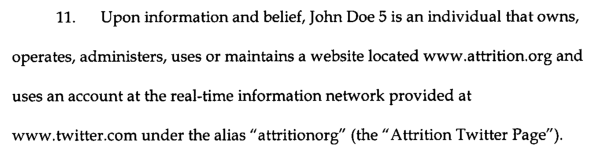 11. Upon information and belief, John Doe 5 is an individual that owns,
operates, administers, uses or maintains a website located www.attrition.org and
uses an account at the real-time information network provided at
www.twitter.com under the alias “attritionorg” (the “Attrition Twitter Page”).